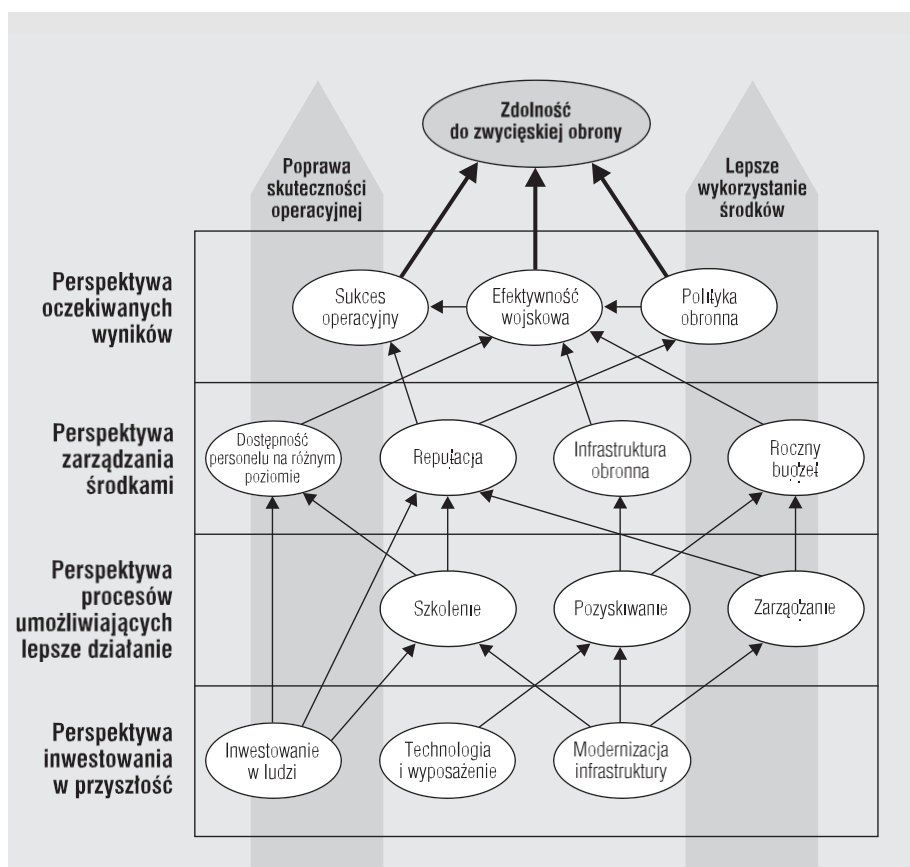 Zdolność
do zwycięskiej obrony
Poprawa
skuteczności
operacyjnej
Lepsze
wykorzystanie
środków
Perspektywa
oczekiwanych
wyników
Sukces
operacyjny
Efektywność
wojskowa
Polityka
obronna
Perspektywa
zarządzania
środkami
Dostępność
personelu na różnym
poziomie
Reputacja
Infrastruktura
obronna
Roczny
budżet
Perspektywa
procesów
umożliwiających
lepsze działanie
Szkolenie
Pozyskiwanie
Zarządzanie
Perspektywa
inwestowania
w przyszłość
Inwestowanie
w ludzi
Technologia
i wyposażenie
Modernizacja
infrastruktury